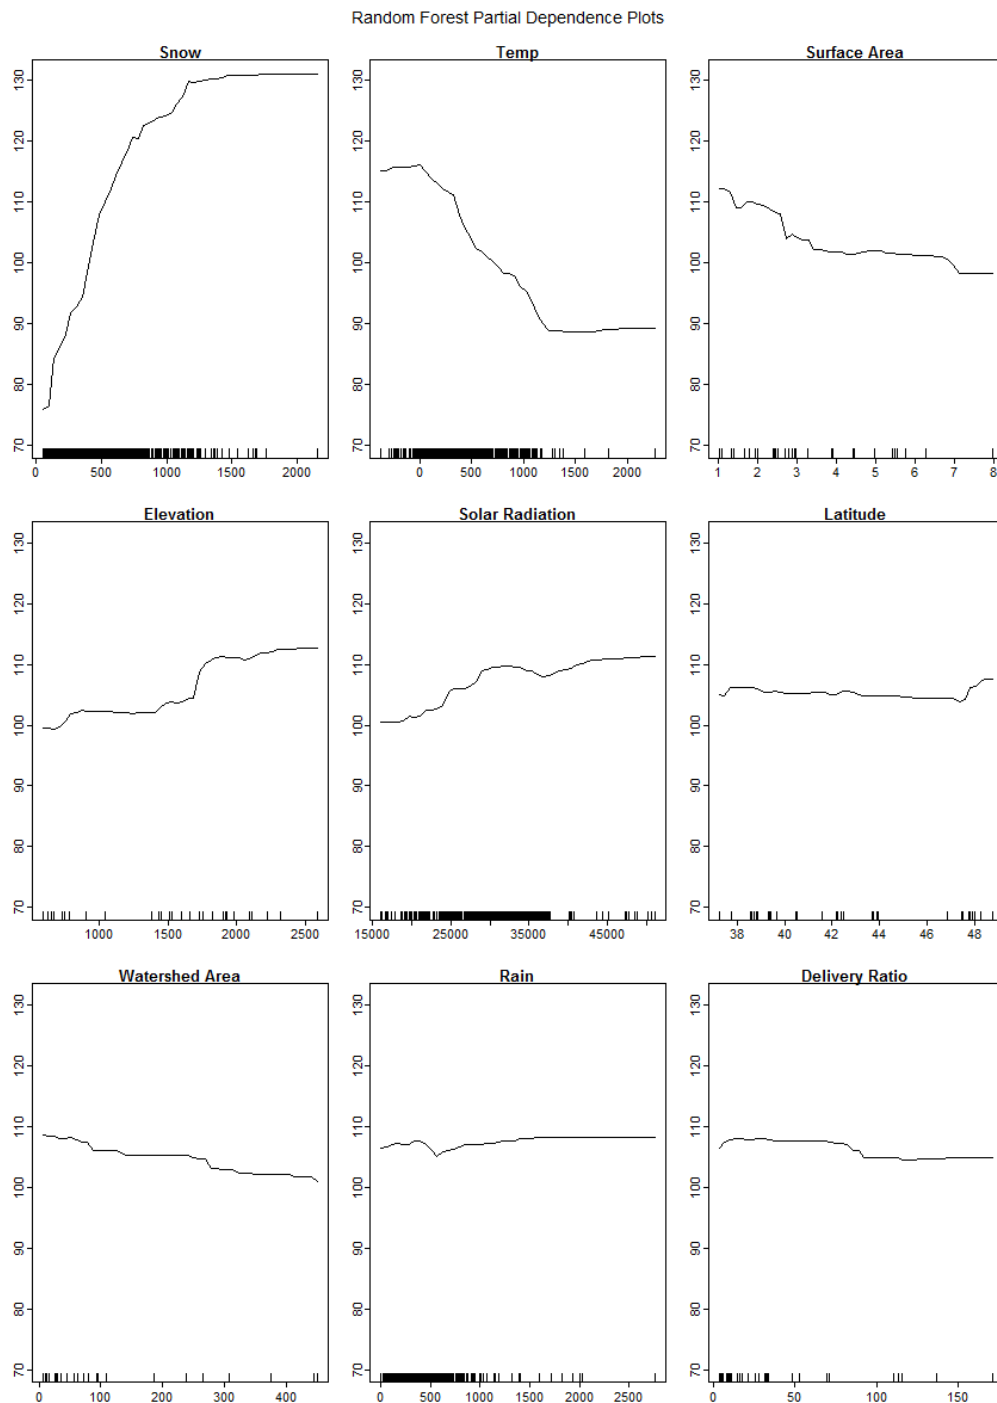 Random Forest Partial Dependence Plots
Snow Temp Surface Area
130 120 110 100 90 80 70
0 500 1000 1500 2000
130 120 110 100 90 80 70
0 500 1000 1500 2000
130 120 110 100 90 80 70
1 2 3 4 5 6 7 8
Elevation Solar Radiation Latitude
130 120 110 100 90 80 70
1000 1500 2000 2500
130 120 110 100 90 80 70
15000 25000 35000 45000
130 120 110 100 90 80 70
38 40 42 44 46 48
Watershed Area Rain Delivery Ratio
130 120 110 100 90 80 70
0 100 200 300 400
130 120 110 100 90 80 70
0 500 1000 1500 2000 2500
130 120 110 100 90 80 70
0 50 100 150